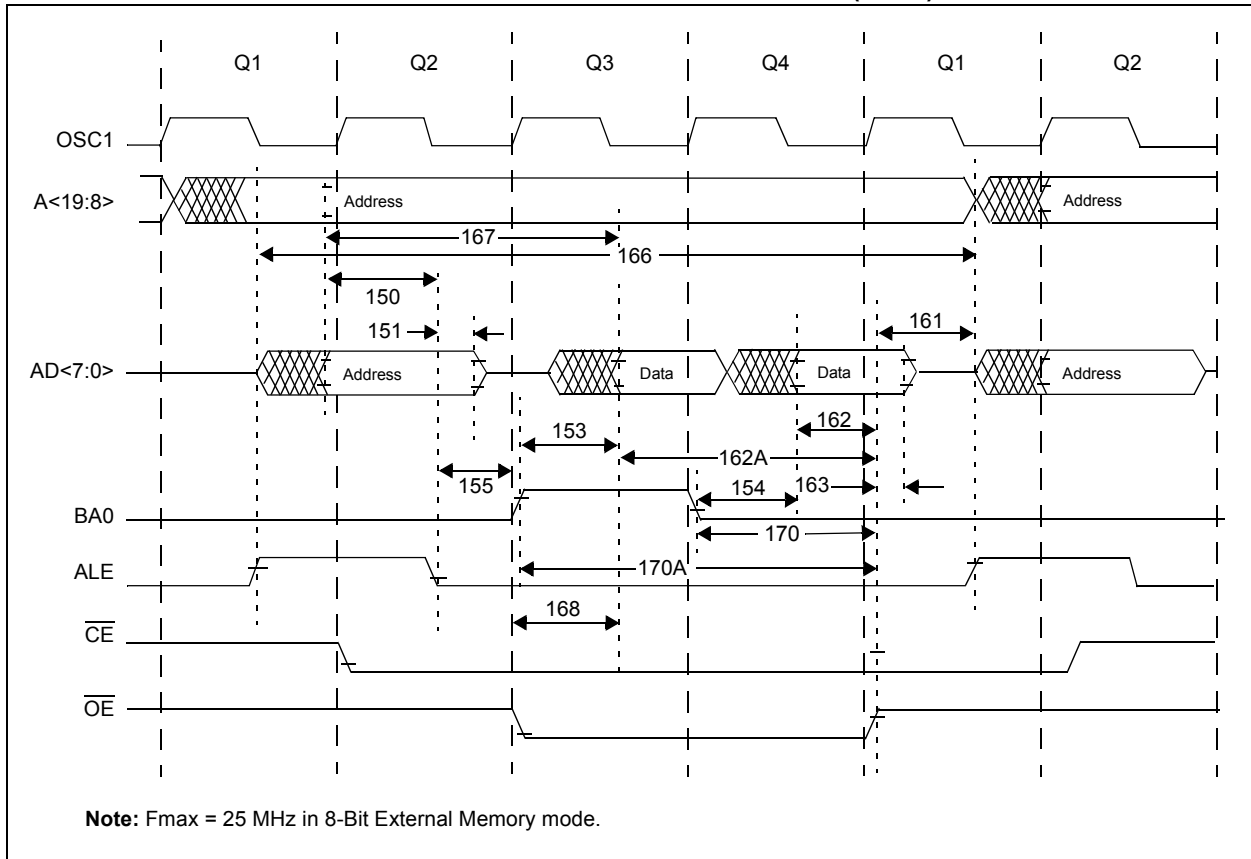 Q1 Q2 Q3 Q4 Q1 Q2
OSC1
A<19:8> Address Address
167
166
150
151 161
AD<7:0> Address Data Data Address
162
153
162A
155
154 163
BA0
170
ALE 170A
168
CE
OE
Note: Fmax = 25 MHz in 8-Bit External Memory mode.